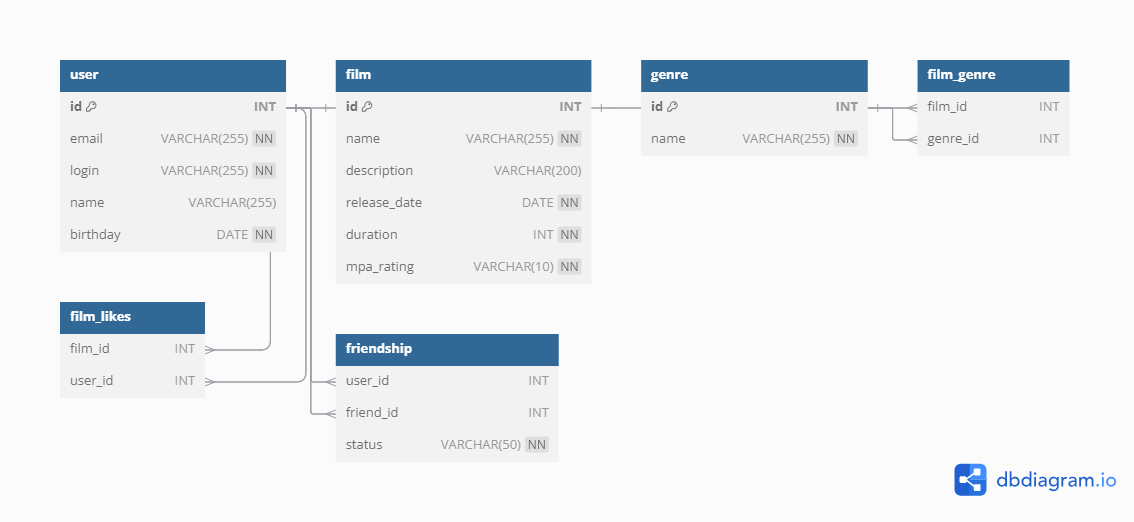 user
id INT
email VARCHAR(255) NN
login VARCHAR(255) NN
name VARCHAR(255)
birthday DATE NN
film
id INT
name VARCHAR(255) NN
description VARCHAR(200)
release_date DATE NN
duration INT NN
mpa_rating VARCHAR(10) NN
genre
id INT
name VARCHAR(255) NN
film_genre
film_id INT
genre_id INT
film_likes
film_id INT
user_id INT
friendship
user_id INT
friend_id INT
status VARCHAR(50) NN
dbdiagram.io